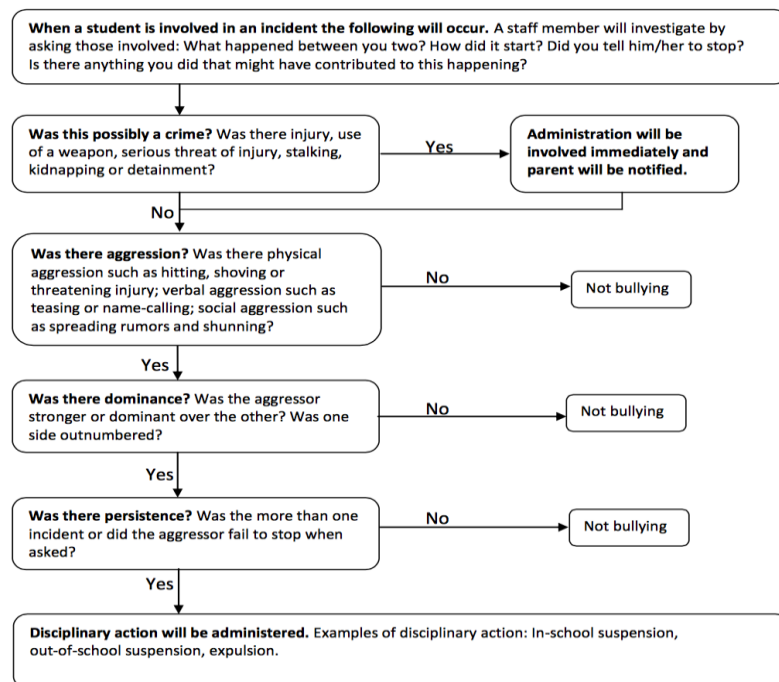 When a student is involved in an incident the following will occur. A staff member will investigate by
asking those involved: What happened between you two? How did it start? Did you tell him/her to stop?
Is there anything you did that might have contributed to this happening?
Was this possibly a crime? Was there injury, use
of a weapon, serious threat of injury, stalking,
kidnapping or detainment?
Yes
Administration will be
involved immediately and
parent will be notified.
No
Was there aggression? Was there physical
aggression such as hitting, shoving or
threatening injury; verbal aggression such as
teasing or name-calling; social aggression such
as spreading rumors and shunning?
No
Not bullying
Yes
Was there dominance? Was the aggressor
stronger or dominant over the other? Was one
side outnumbered?
No
Not bullying
Yes
Was there persistence? Was the more than one
incident or did the aggressor fail to stop when
asked?
No
Not bullying
Yes
Disciplinary action will be administered. Examples of disciplinary action: In-school suspension,
out-of-school suspension, expulsion.